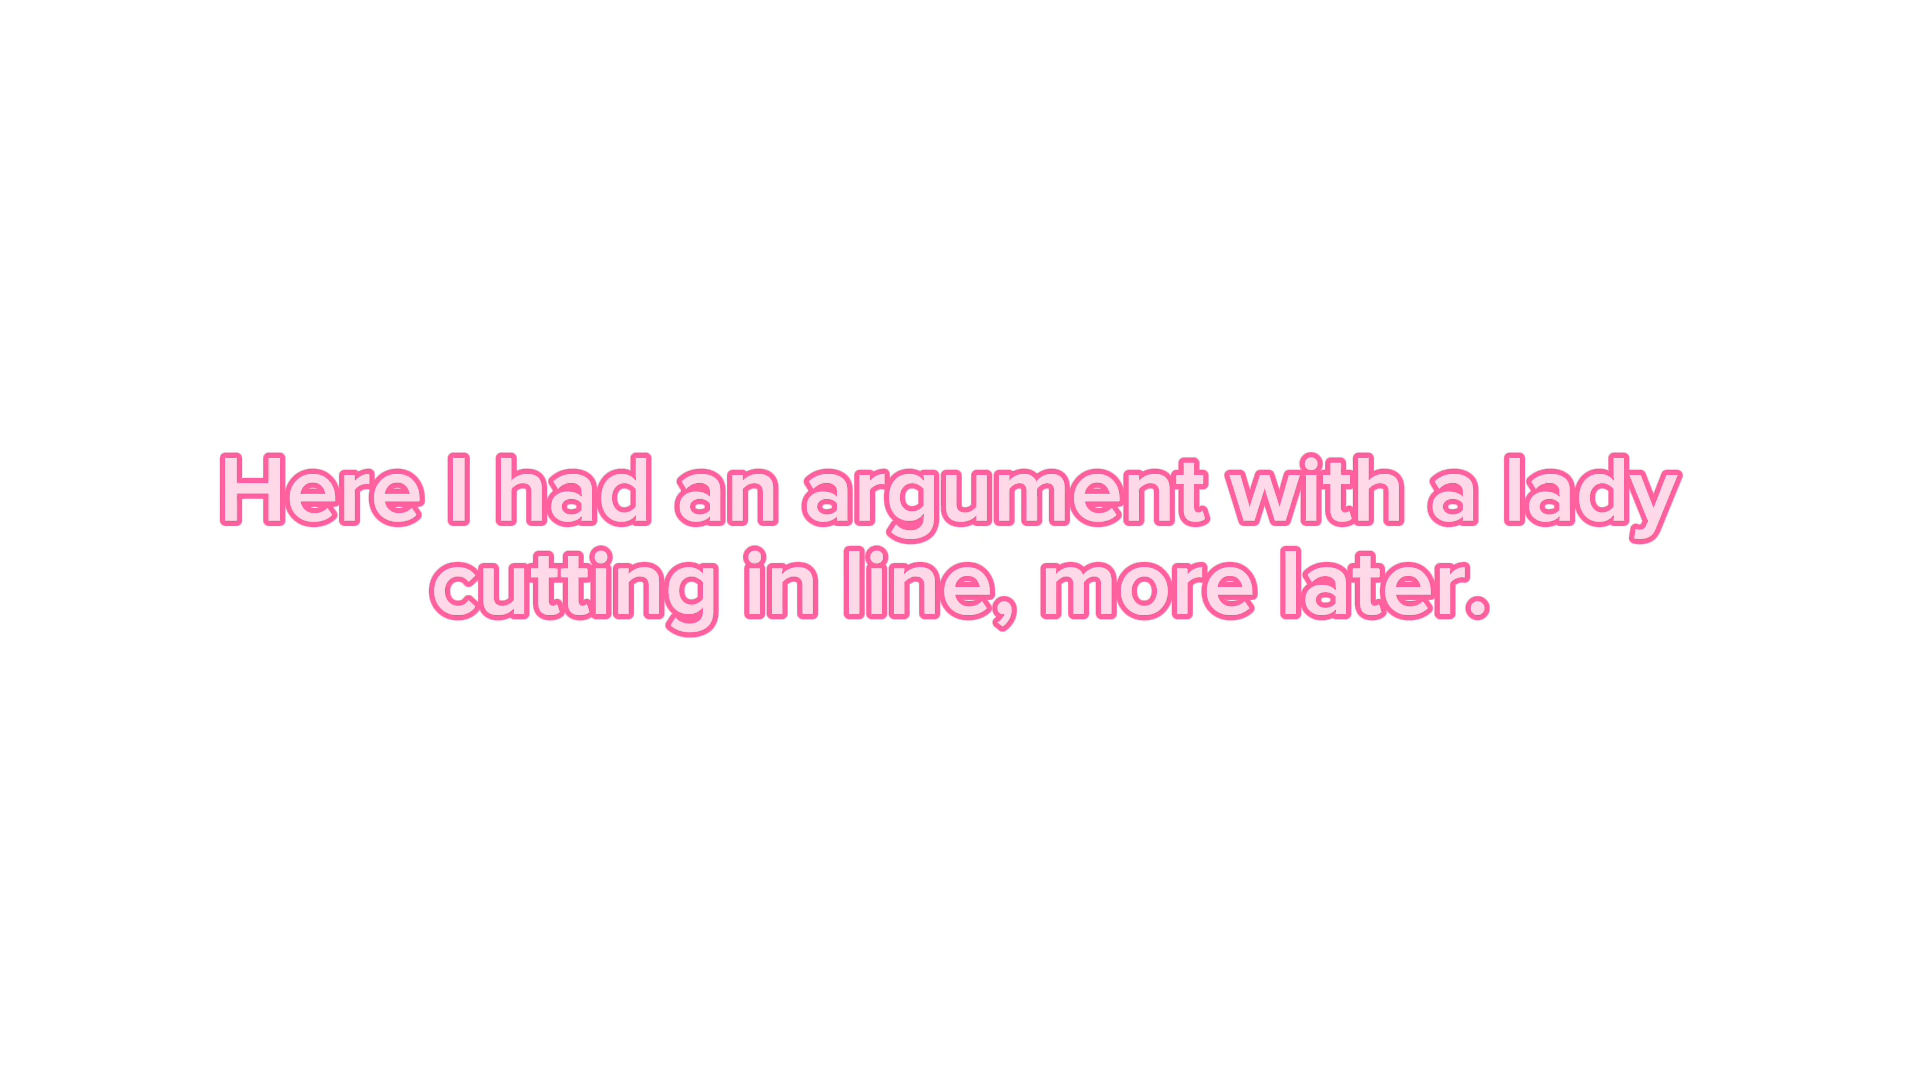 Here I had an argument with a lady
cutting in line, more later.